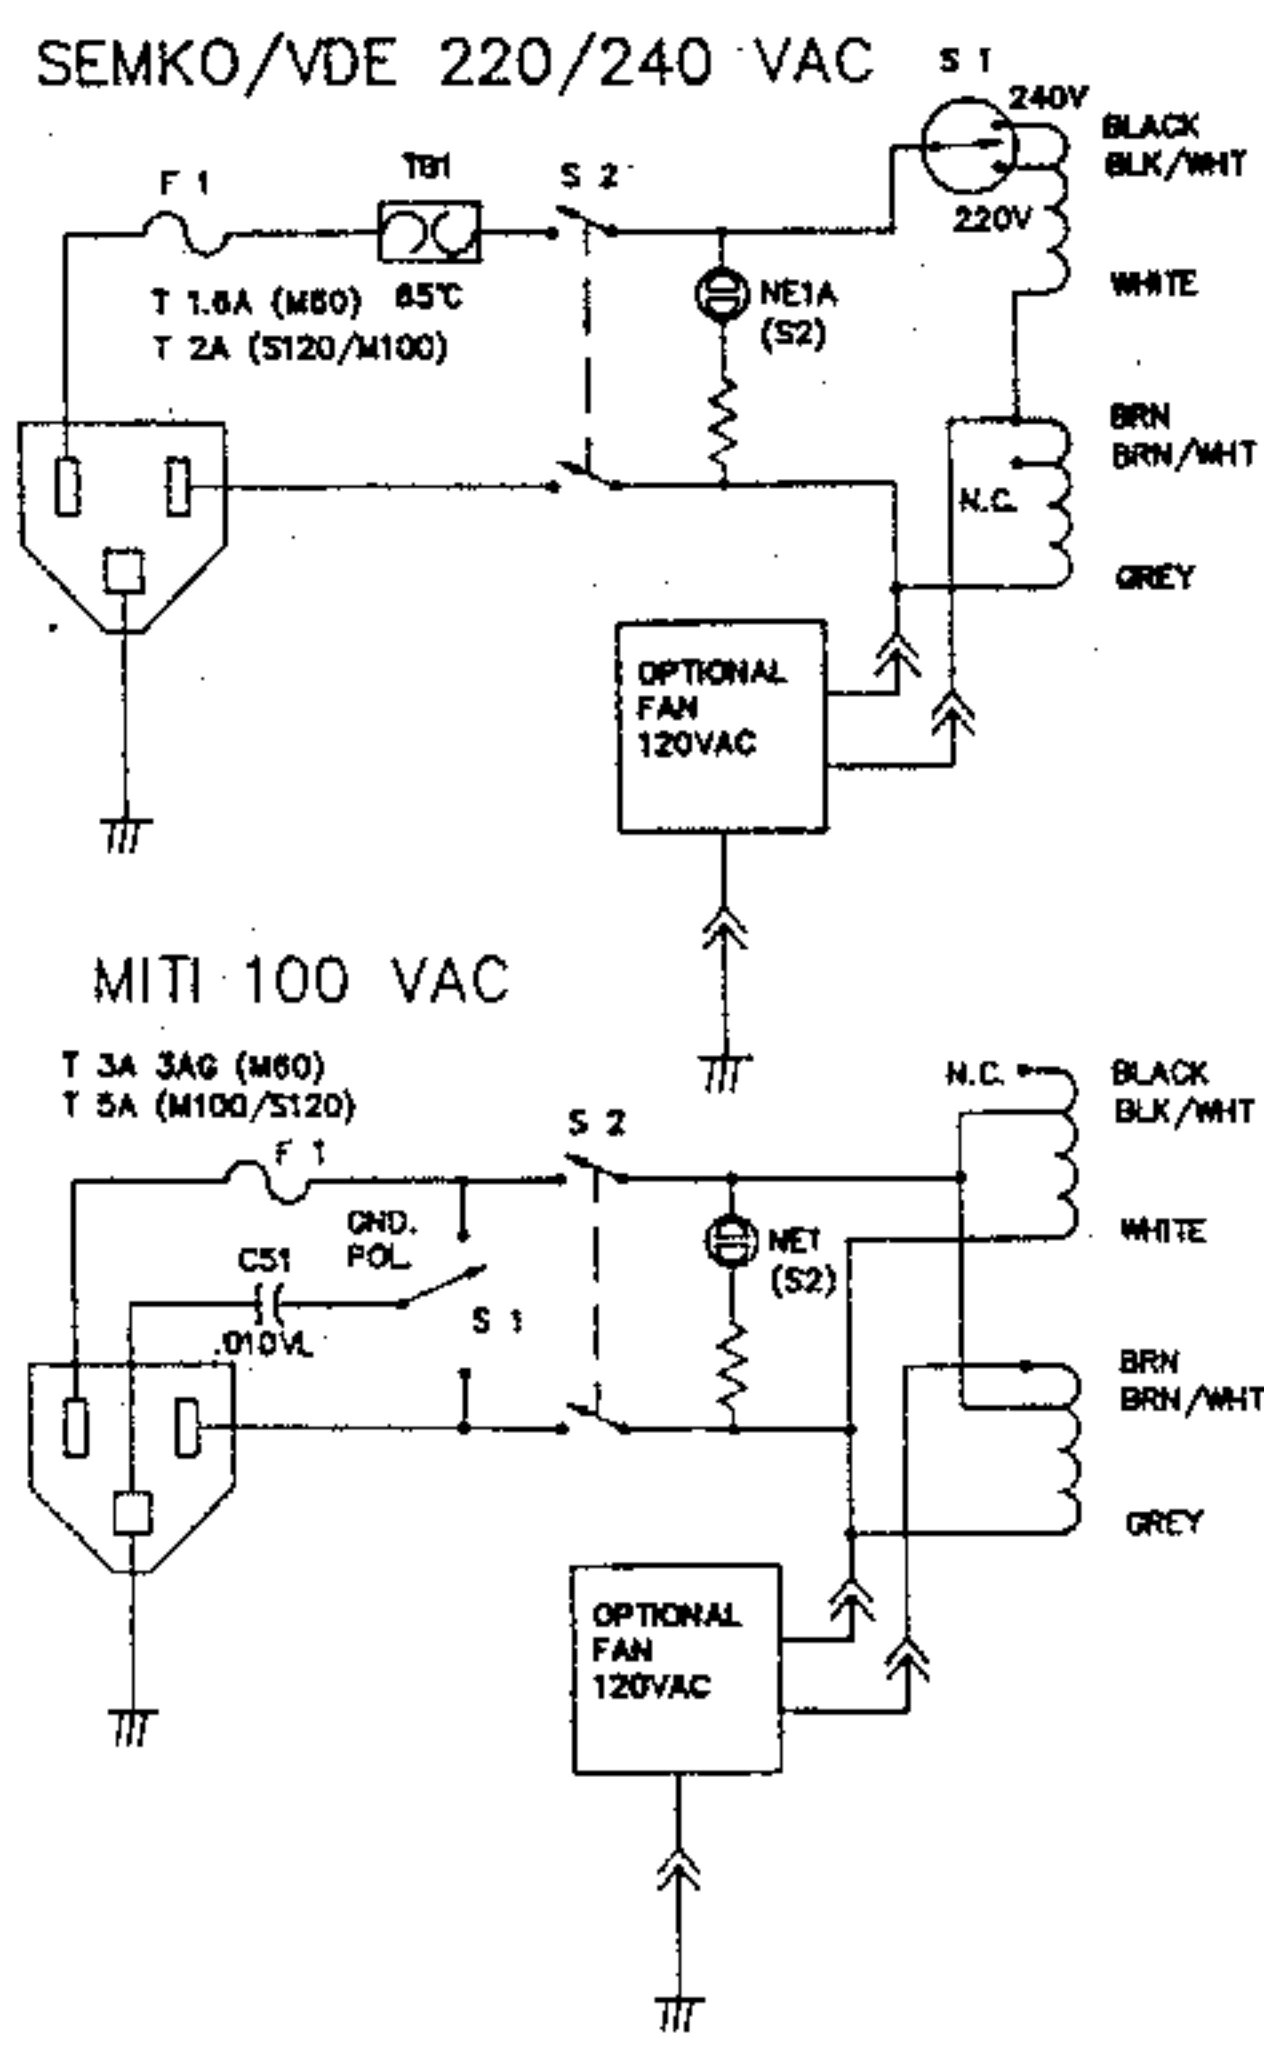 SEMKO/VDE 220/240 VAC
S 1
240V
BLACK
BLK/WHT
F 1
TB1
S 2
220V
T 1.6A (M60)
65°C
NE1A
(S2)
WHITE
T 2A (S120/M100)
BRN
BRN/WHT
N.C.
GREY
OPTIONAL
FAN
120VAC
MITI 100 VAC
T 3A 3AG (M60)
T 5A (M100/S120)
N.C.
BLACK
BLK/WHT
F 1
S 2
GND.
POL.
C51
NE1
(S2)
WHITE
S 1
BRN
BRN/WHT
GREY
OPTIONAL
FAN
120VAC